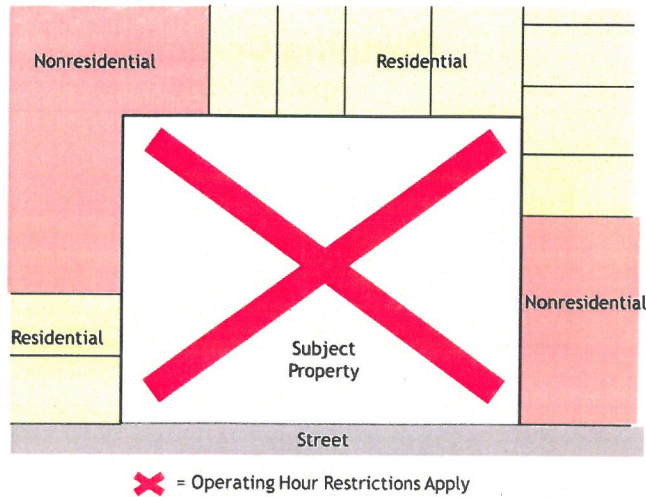 Nonresidential
Residential
Nonresidential
Residential
Subject
Property
Street
= Operating Hour Restrictions Apply